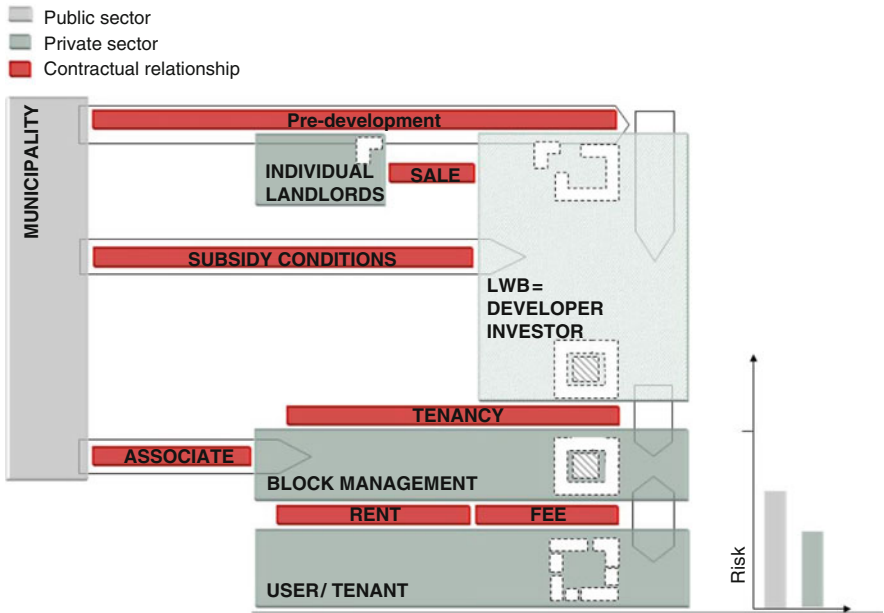 Public sector
Private sector
Contractual relationship
MUNICIPALITY
Pre-development
INDIVIDUAL
LANDLORDS
SALE
SUBSIDY CONDITIONS
LWB=
DEVELOPER
INVESTOR
TENANCY
ASSOCIATE
BLOCK MANAGEMENT
RENT
FEE
USER/ TENANT
Risk